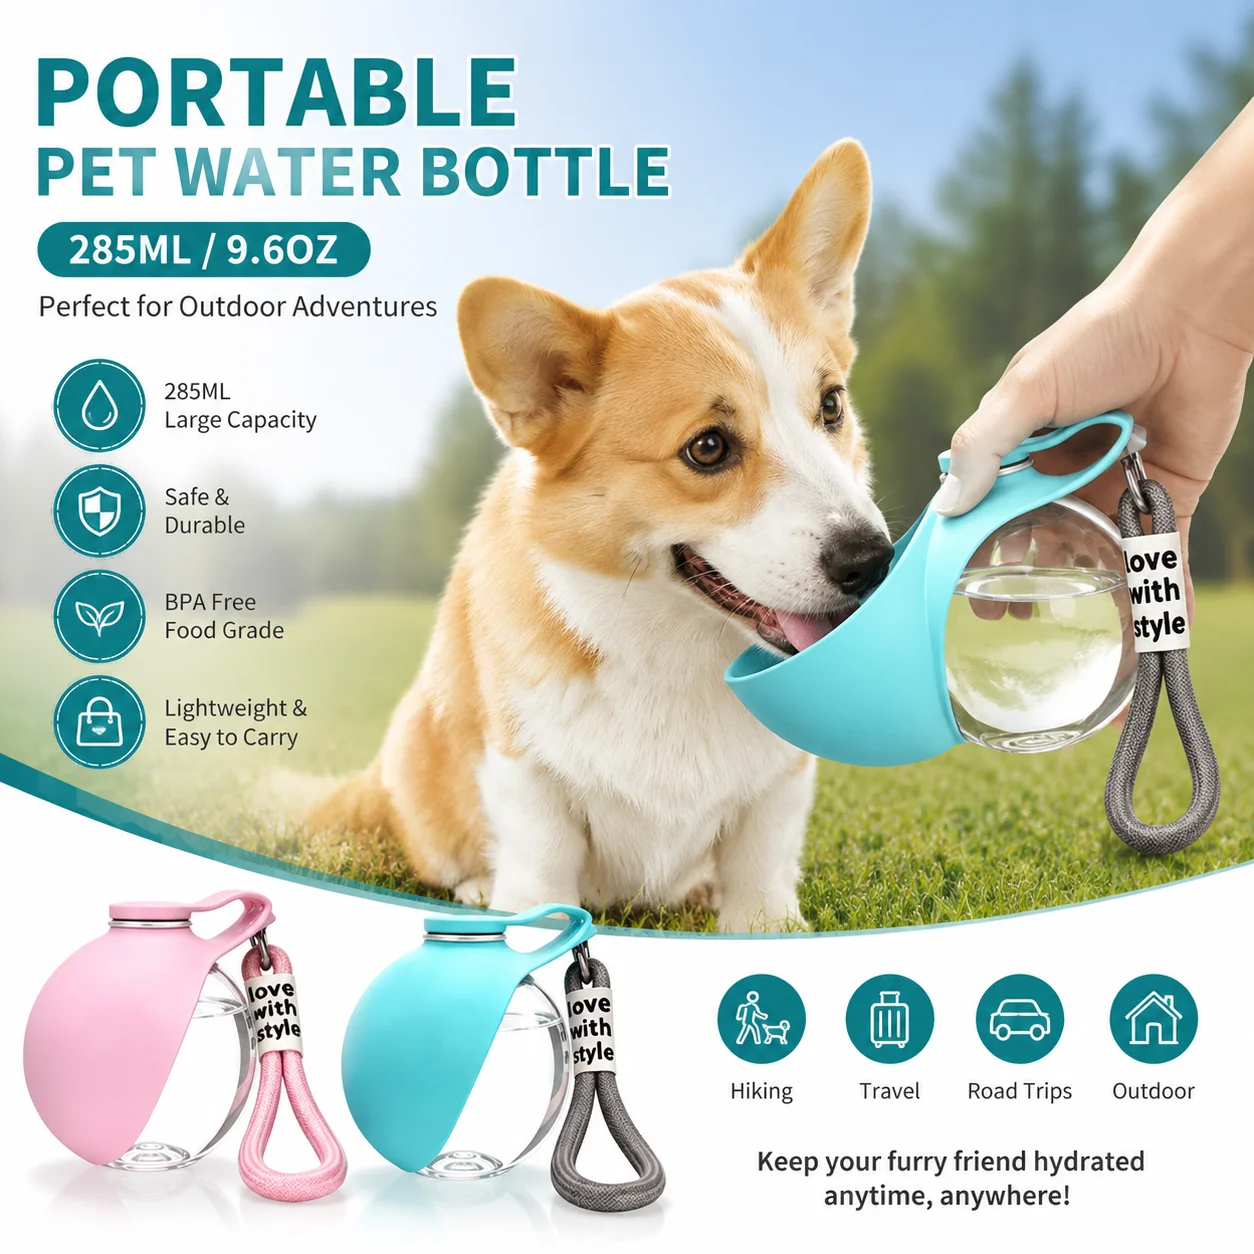 PORTABLE
PET WATER BOTTLE
285ML / 9.6OZ
Perfect for Outdoor Adventures
285ML
Large Capacity
Safe &
Durable
BPA Free
Food Grade
Lightweight &
Easy to Carry
love
with
style
love
with
style
love
with
style
Hiking
Travel
Road Trips
Outdoor
Keep your furry friend hydrated
anytime, anywhere!